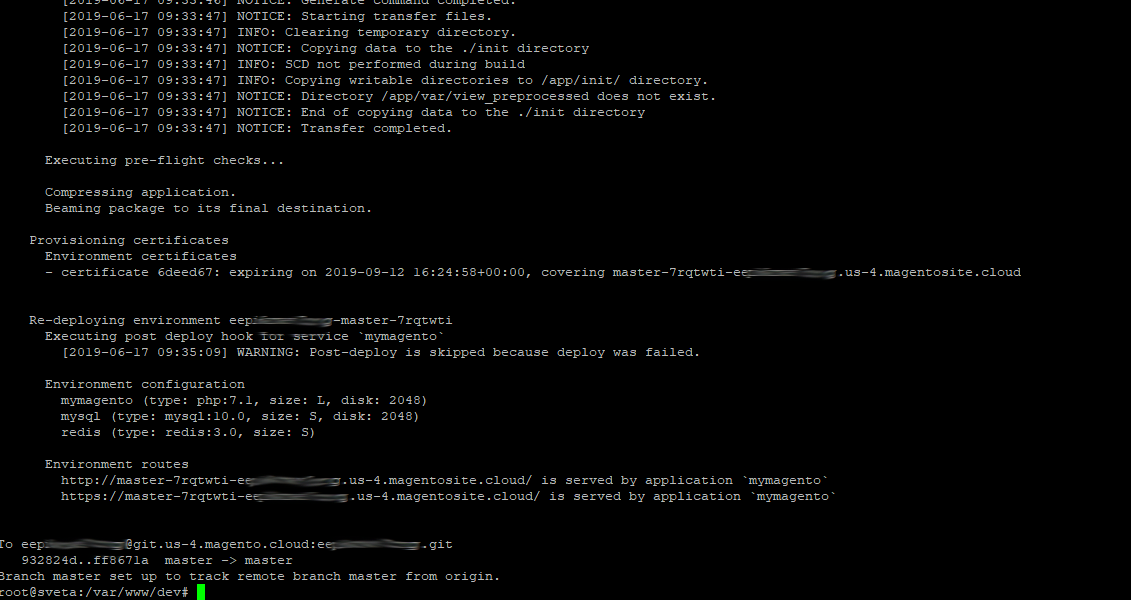 [2019-06-17 09:33:46] NOTICE: Generate command completed.
[2019-06-17 09:33:47] NOTICE: Starting transfer files.
[2019-06-17 09:33:47] INFO: Clearing temporary directory.
[2019-06-17 09:33:47] NOTICE: Copying data to the ./init directory
[2019-06-17 09:33:47] INFO: SCD not performed during build
[2019-06-17 09:33:47] INFO: Copying writable directories to /app/init/ directory.
[2019-06-17 09:33:47] NOTICE: Directory /app/var/view_preprocessed does not exist.
[2019-06-17 09:33:47] NOTICE: End of copying data to the ./init directory
[2019-06-17 09:33:47] NOTICE: Transfer completed.
Executing pre-flight checks...
Compressing application.
Beaming package to its final destination.
Provisioning certificates
Environment certificates
- certificate 6deed67: expiring on 2019-09-12 16:24:58+00:00, covering master-7rqtwti-ee .us-4.magentosite.cloud
Re-deploying environment eep -master-7rqtwti
Executing post deploy hook for service `mymagento`
[2019-06-17 09:35:09] WARNING: Post-deploy is skipped because deploy was failed.
Environment configuration
mymagento (type: php:7.1, size: L, disk: 2048)
mysql (type: mysql:10.0, size: S, disk: 2048)
redis (type: redis:3.0, size: S)
Environment routes
http://master-7rqtwti-ee .us-4.magentosite.cloud/ is served by application `mymagento`
https://master-7rqtwti-ee .us-4.magentosite.cloud/ is served by application `mymagento`
To eep @git.us-4.magento.cloud:ee .git
932824d..ff8671a  master -> master
Branch master set up to track remote branch master from origin.
root@sveta:/var/www/dev#